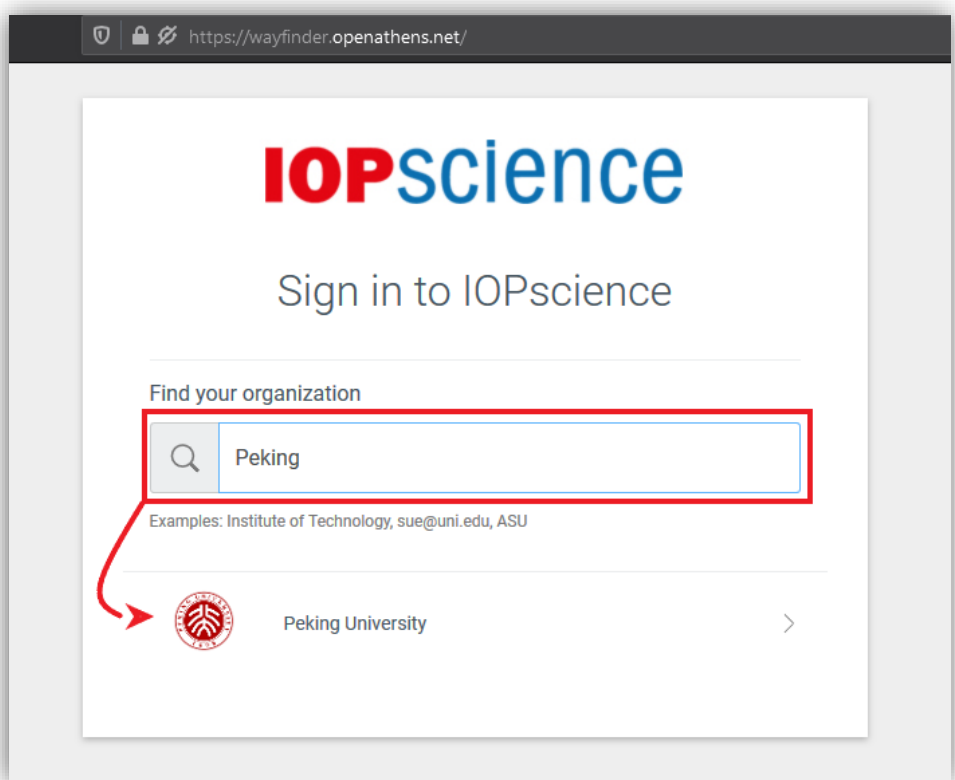 https://wayfinder.openathens.net/
IOPscience
Sign in to IOPscience
Find your organization
Peking
Examples: Institute of Technology, sue@uni.edu, ASU
Peking University